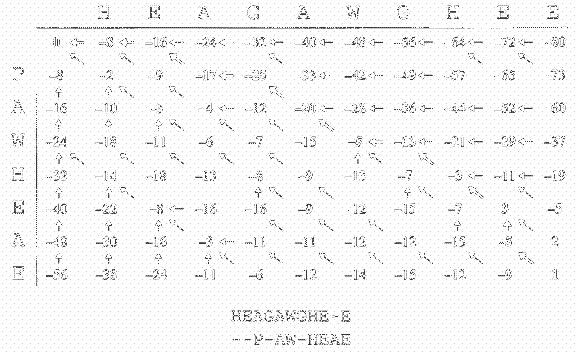 H E A G A W G H E E
0 -8 -16 -24 -32 -40 -48 -56 -64 -72 -80
P -8 -2 -9 -17 -25 -33 -42 -49 -57 -65 -73
A -16 -10 -3 -4 -12 -20 -28 -36 -44 -52 -60
W -24 -18 -11 -6 -7 -15 -5 -13 -21 -29 -37
H -32 -14 -18 -13 -8 -9 -13 -7 -3 -11 -19
E -40 -22 -8 -16 -16 -9 -12 -15 -7 3 -5
A -48 -30 -16 -3 -11 -11 -12 -12 -15 -5 2
E -56 -38 -24 -11 -6 -12 -14 -15 -12 -9 1
HEAGAWGHE-E
--P-AW-HEAE